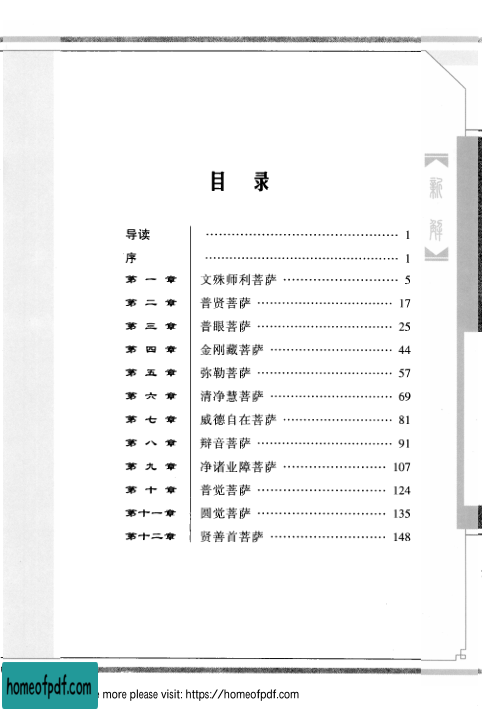 目 录
新
解
导读 ………………………………………… 1
序 ………………………………………… 1
第 一 章 文殊师利菩萨 ………………………… 5
第 二 章 普贤菩萨 ……………………………… 17
第 三 章 普眼菩萨 ……………………………… 25
第 四 章 金刚藏菩萨 …………………………… 44
第 五 章 弥勒菩萨 ……………………………… 57
第 六 章 清净慧菩萨 …………………………… 69
第 七 章 威德自在菩萨 ………………………… 81
第 八 章 辩音菩萨 ……………………………… 91
第 九 章 净诸业障菩萨 ………………………… 107
第 十 章 普觉菩萨 ……………………………… 124
第十一章 圆觉菩萨 ……………………………… 135
第十二章 贤善首菩萨 …………………………… 148
homeofpdf.com
more please visit: https://homeofpdf.com